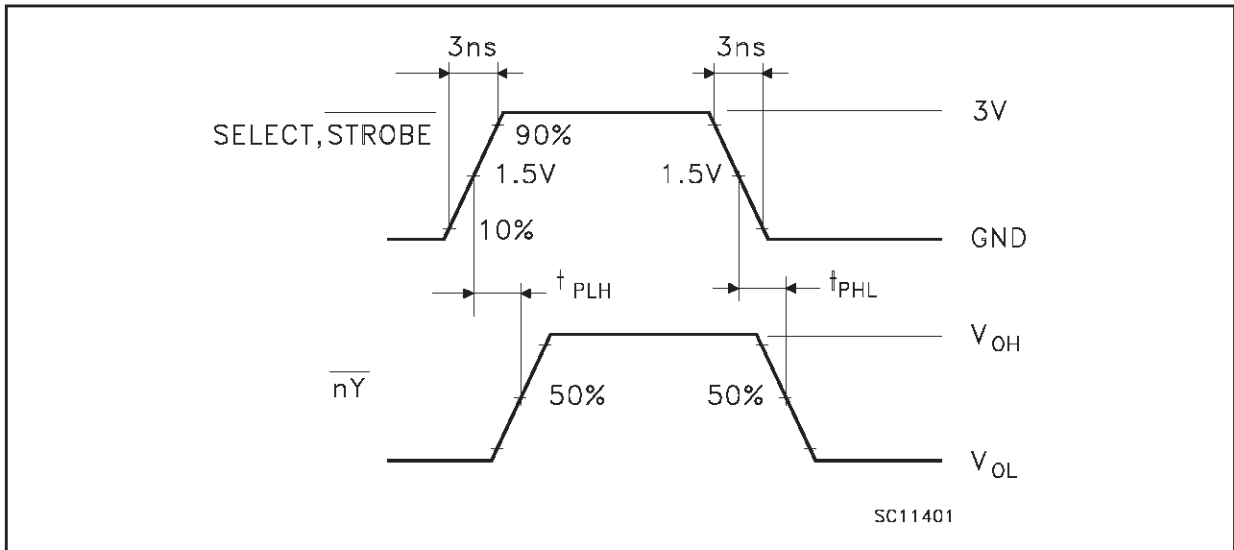 3ns 3ns
3V
SELECT, STROBE 90%
1.5V 1.5V
10% GND
tPLH tPHL
VOH
nY 50% 50%
VOL
SC11401